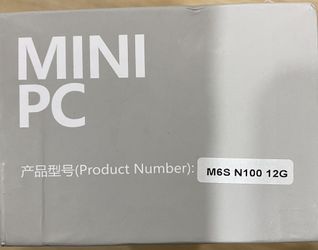 MINI
PC
产品型号(Product Number): M6S N100 12G